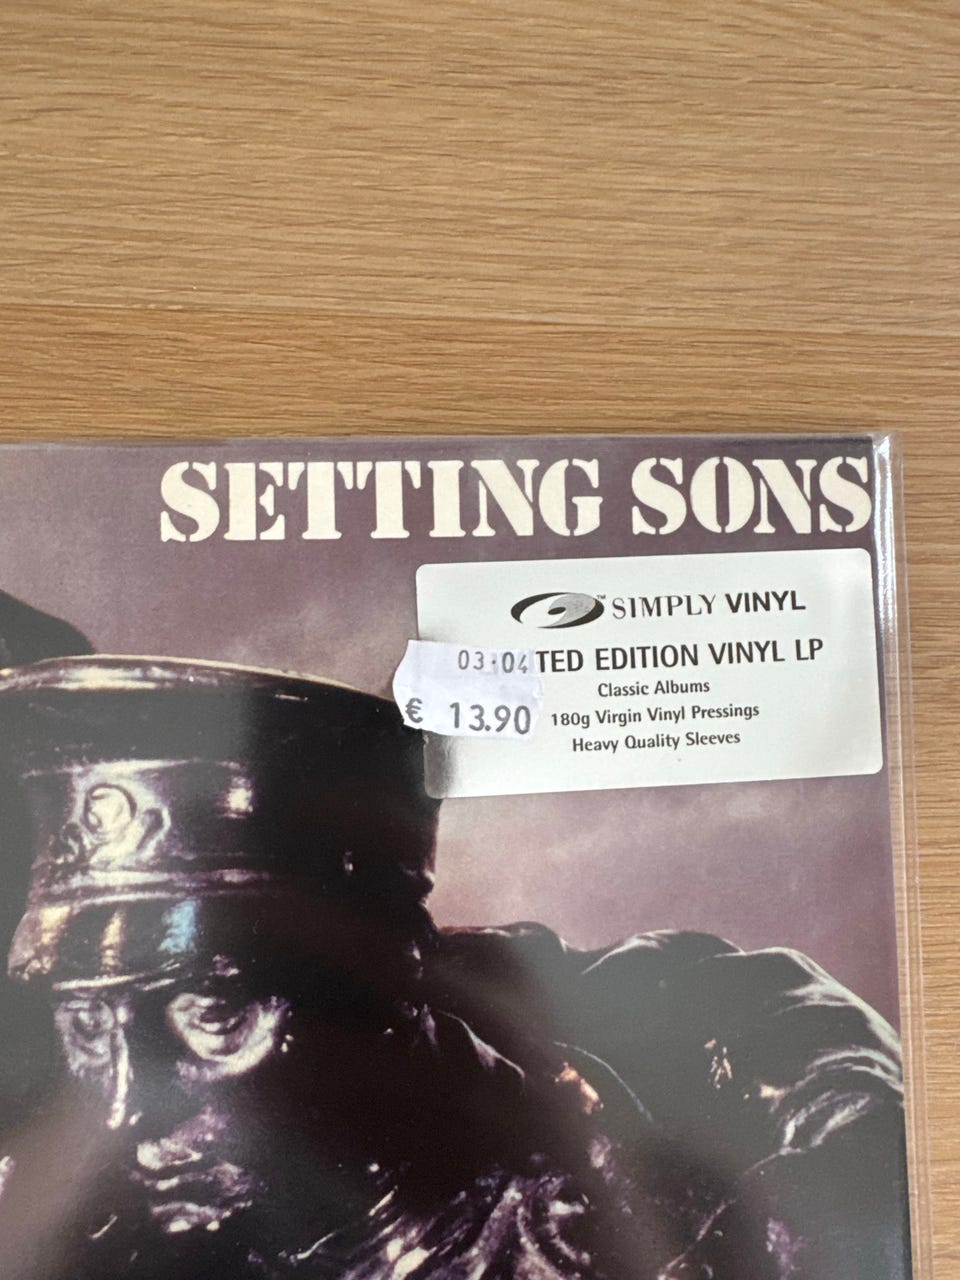 SETTING SONS
SIMPLY VINYL™
TED EDITION VINYL LP
Classic Albums
180g Virgin Vinyl Pressings
Heavy Quality Sleeves
03·04
€ 13.90